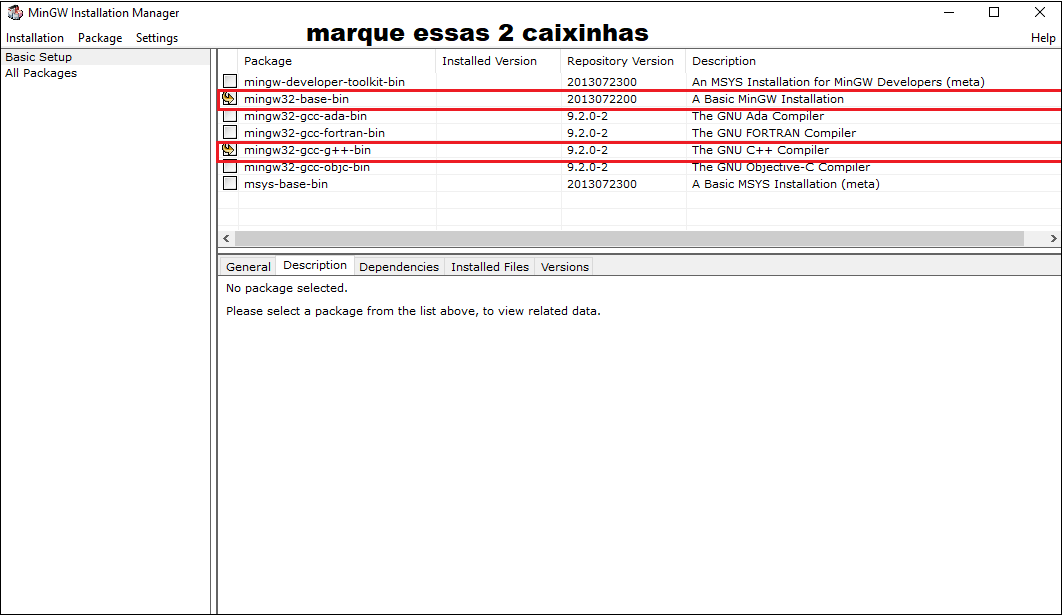 MinGW Installation Manager
Installation Package Settings marque essas 2 caixinhas Help
Basic Setup
All Packages
Package Installed Version Repository Version Description
mingw-developer-toolkit-bin 2013072300 An MSYS Installation for MinGW Developers (meta)
mingw32-base-bin 2013072200 A Basic MinGW Installation
mingw32-gcc-ada-bin 9.2.0-2 The GNU Ada Compiler
mingw32-gcc-fortran-bin 9.2.0-2 The GNU FORTRAN Compiler
mingw32-gcc-g++-bin 9.2.0-2 The GNU C++ Compiler
mingw32-gcc-objc-bin 9.2.0-2 The GNU Objective-C Compiler
msys-base-bin 2013072300 A Basic MSYS Installation (meta)
General Description Dependencies Installed Files Versions
No package selected.
Please select a package from the list above, to view related data.